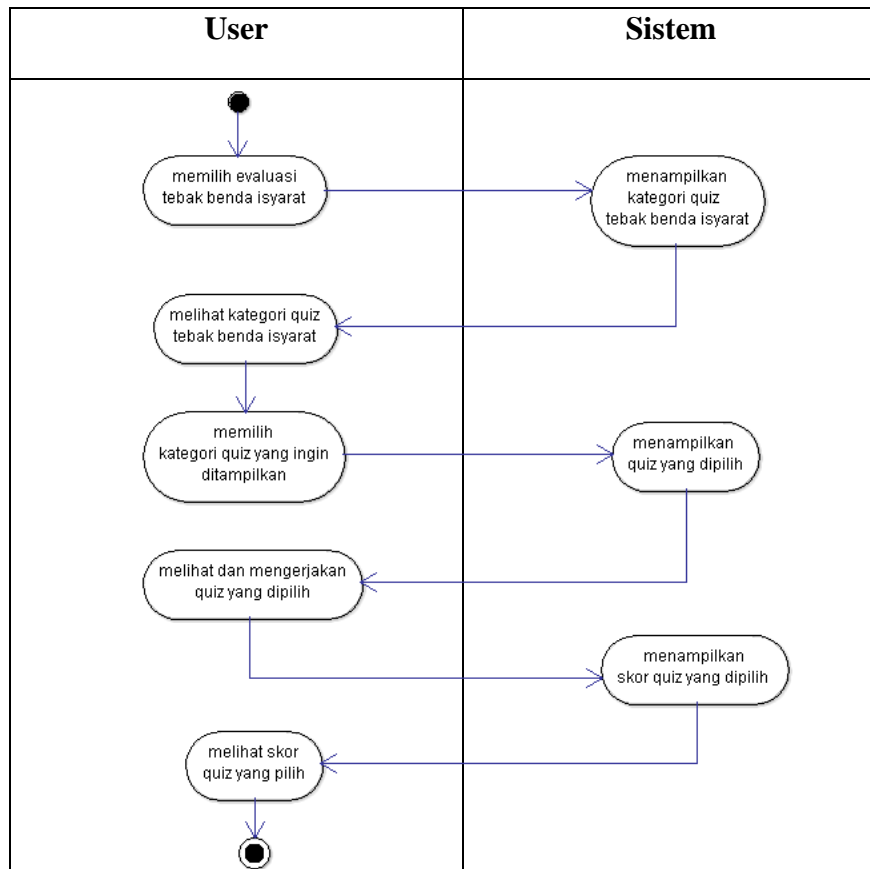 User
Sistem
memilih evaluasi
tebak benda isyarat
menampilkan
kategori quiz
tebak benda isyarat
melihat kategori quiz
tebak benda isyarat
memilih
kategori quiz yang ingin
ditampilkan
menampilkan
quiz yang dipilih
melihat dan mengerjakan
quiz yang dipilih
menampilkan
skor quiz yang dipilih
melihat skor
quiz yang pilih